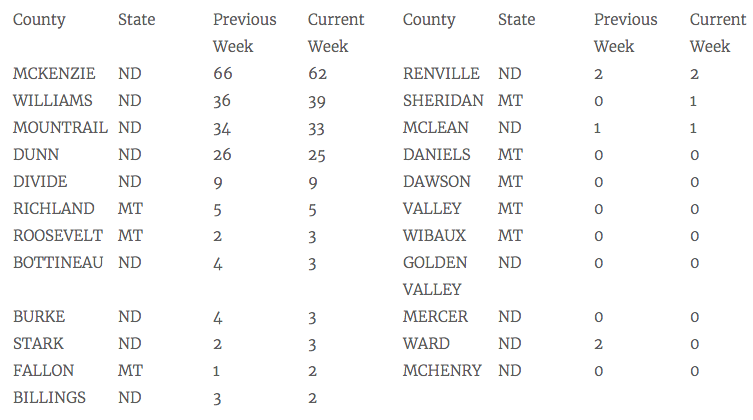 County State Previous Week Current Week County State Previous Week Current Week
MCKENZIE ND 66 62 RENVILLE ND 2 2
WILLIAMS ND 36 39 SHERIDAN MT 0 1
MOUNTRAIL ND 34 33 MCLEAN ND 1 1
DUNN ND 26 25 DANIELS MT 0 0
DIVIDE ND 9 9 DAWSON MT 0 0
RICHLAND MT 5 5 VALLEY MT 0 0
ROOSEVELT MT 2 3 WIBAUX MT 0 0
BOTTINEAU ND 4 3 GOLDEN VALLEY ND 0 0
BURKE ND 4 3 MERCER ND 0 0
STARK ND 2 3 WARD ND 2 0
FALLON MT 1 2 MCHENRY ND 0 0
BILLINGS ND 3 2